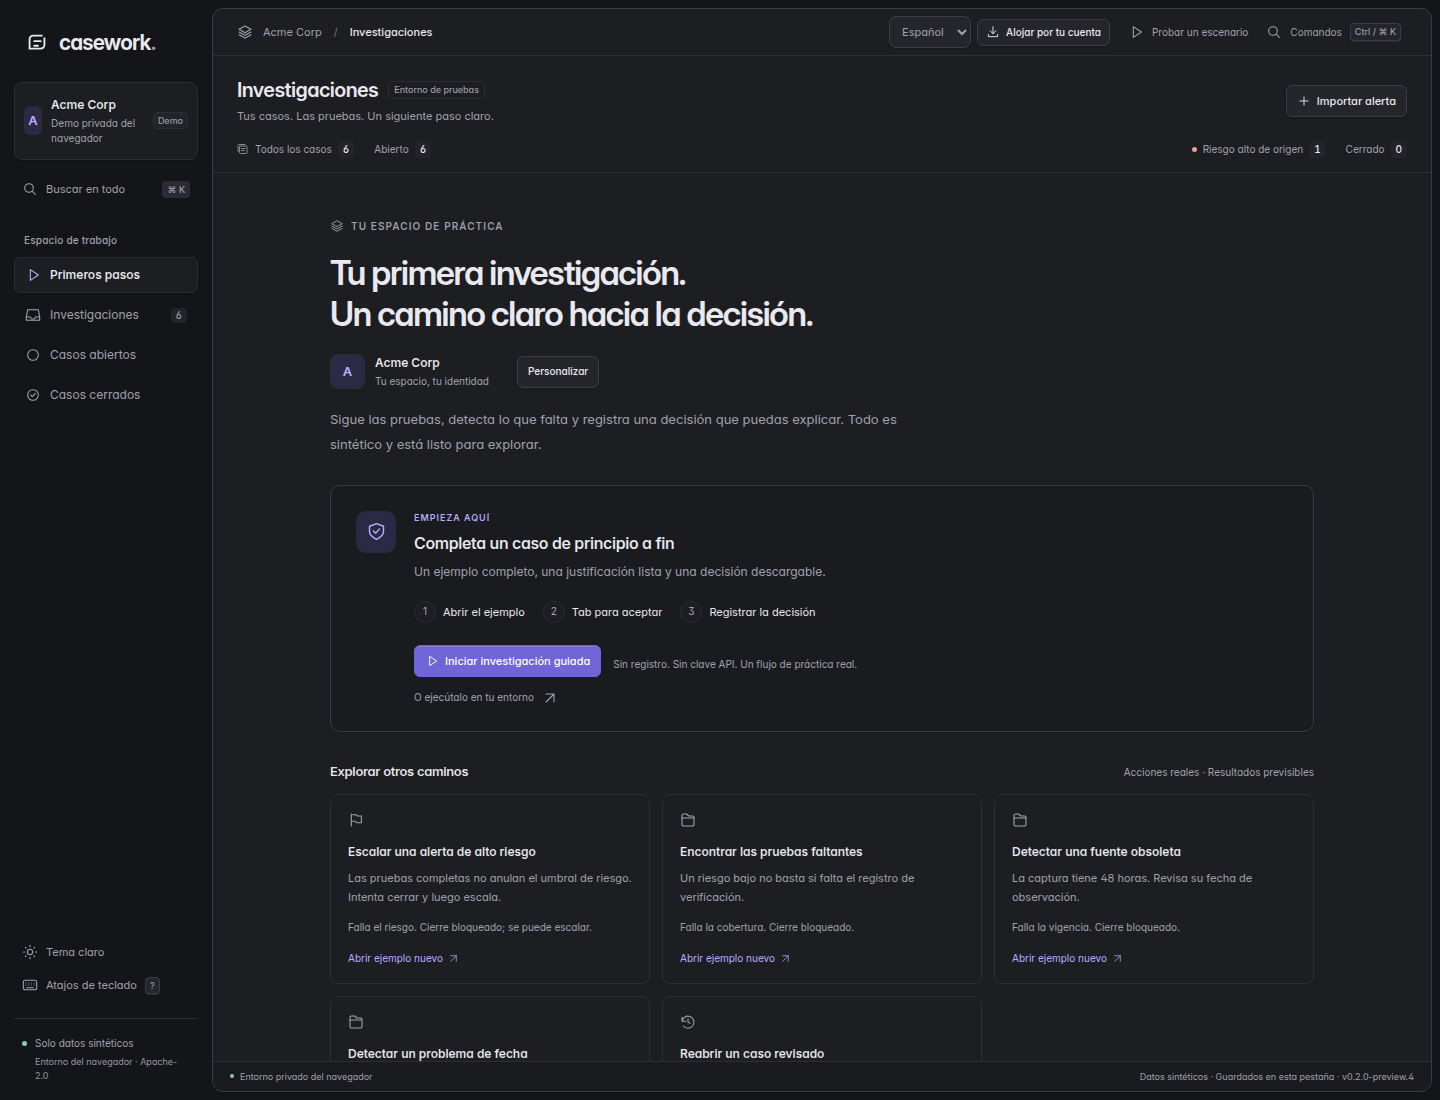 casework.
A
Acme Corp
Demo privada del
navegador
Demo
Buscar en todo
⌘ K
Espacio de trabajo
Primeros pasos
Investigaciones
6
Casos abiertos
Casos cerrados
Tema claro
Atajos de teclado
?
Solo datos sintéticos
Entorno del navegador · Apache-
2.0
Acme Corp / Investigaciones
Español
Alojar por tu cuenta
Probar un escenario
Comandos
Ctrl / ⌘ K
Investigaciones
Entorno de pruebas
Tus casos. Las pruebas. Un siguiente paso claro.
Importar alerta
Todos los casos 6
Abierto 6
Riesgo alto de origen 1
Cerrado 0
TU ESPACIO DE PRÁCTICA
Tu primera investigación.
Un camino claro hacia la decisión.
A
Acme Corp
Tu espacio, tu identidad
Personalizar
Sigue las pruebas, detecta lo que falta y registra una decisión que puedas explicar. Todo es
sintético y está listo para explorar.
EMPIEZA AQUÍ
Completa un caso de principio a fin
Un ejemplo completo, una justificación lista y una decisión descargable.
1 Abrir el ejemplo
2 Tab para aceptar
3 Registrar la decisión
Iniciar investigación guiada
Sin registro. Sin clave API. Un flujo de práctica real.
O ejecútalo en tu entorno
Explorar otros caminos
Acciones reales · Resultados previsibles
Escalar una alerta de alto riesgo
Las pruebas completas no anulan el umbral de riesgo.
Intenta cerrar y luego escala.
Falla el riesgo. Cierre bloqueado; se puede escalar.
Abrir ejemplo nuevo
Encontrar las pruebas faltantes
Un riesgo bajo no basta si falta el registro de
verificación.
Falla la cobertura. Cierre bloqueado.
Abrir ejemplo nuevo
Detectar una fuente obsoleta
La captura tiene 48 horas. Revisa su fecha de
observación.
Falla la vigencia. Cierre bloqueado.
Abrir ejemplo nuevo
Detectar un problema de fecha
Reabrir un caso revisado
Entorno privado del navegador
Datos sintéticos · Guardados en esta pestaña · v0.2.0-preview.4